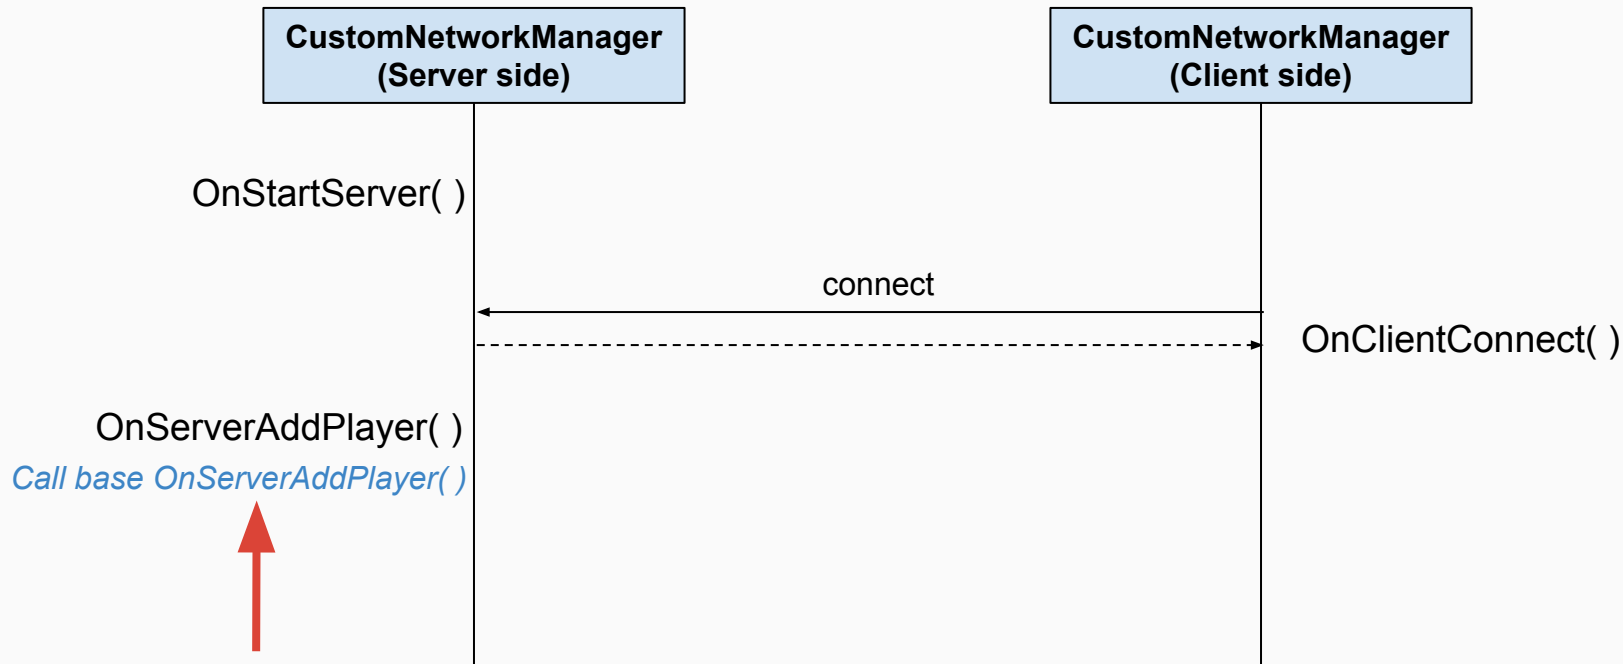 CustomNetworkManager
(Server side)
CustomNetworkManager
(Client side)
OnStartServer( )
connect
OnClientConnect( )
OnServerAddPlayer( )
Call base OnServerAddPlayer( )